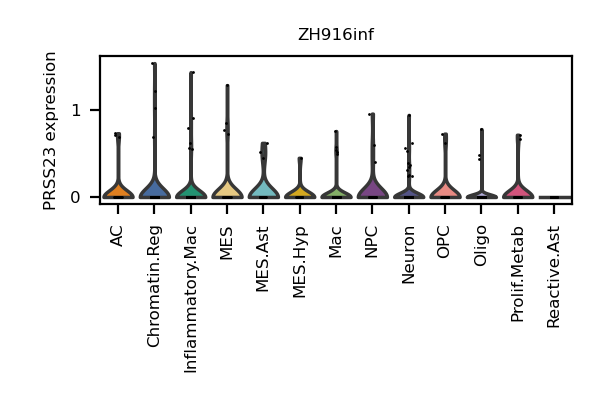 ZH916inf
PRSS23 expression
1
0
AC
Chromatin.Reg
Inflammatory.Mac
MES
MES.Ast
MES.Hyp
Mac
NPC
Neuron
OPC
Oligo
Prolif.Metab
Reactive.Ast